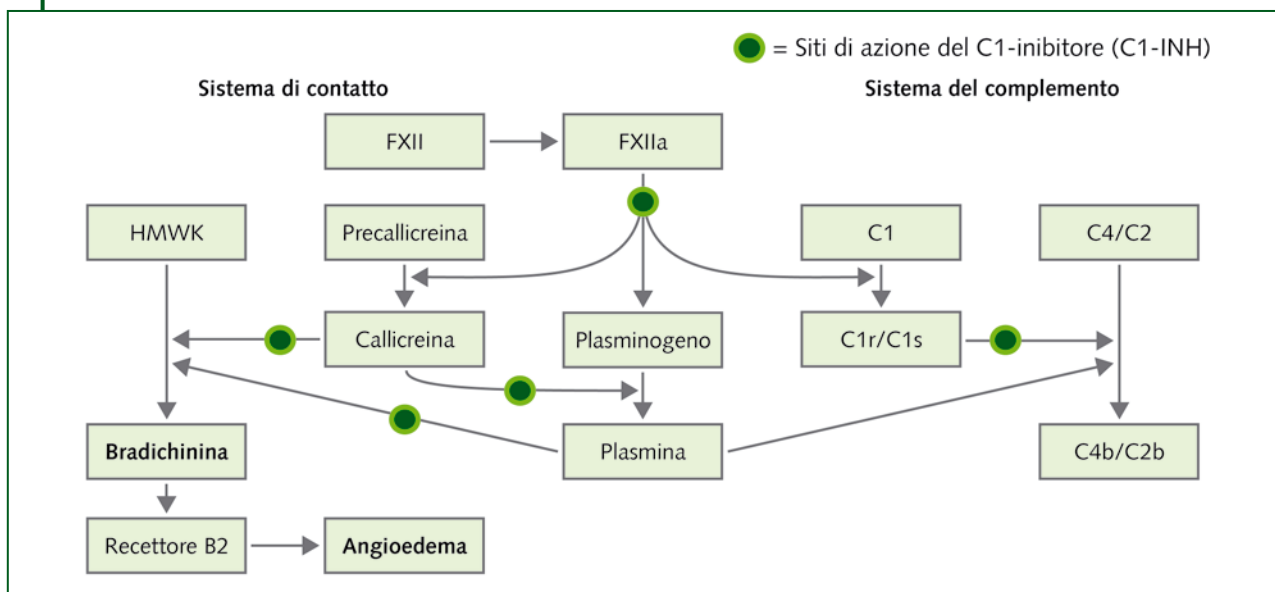 = Siti di azione del C1-inibitore (C1-INH)
Sistema di contatto
Sistema del complemento
FXII
FXIIa
HMWK
Precallicreina
C1
C4/C2
Callicreina
Plasminogeno
C1r/C1s
Bradichinina
Plasmina
C4b/C2b
Recettore B2
Angioedema